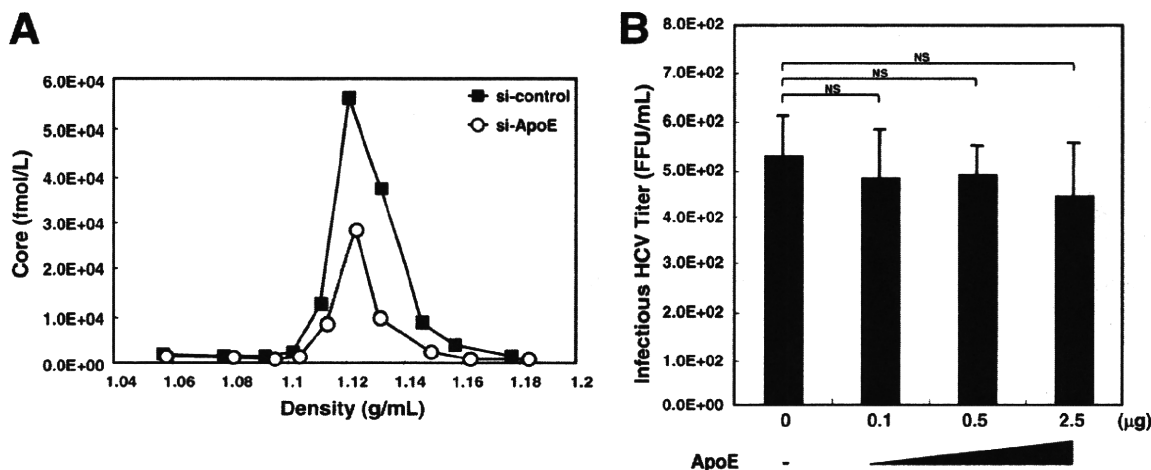 A
Core (fmol/L)
6.0E+04
5.0E+04
4.0E+04
3.0E+04
2.0E+04
1.0E+04
0.0E+00
1.04 1.06 1.08 1.1 1.12 1.14 1.16 1.18 1.2
Density (g/mL)
si-control
si-ApoE
B
Infectious HCV Titer (FFU/mL)
8.0E+02
7.0E+02
6.0E+02
5.0E+02
4.0E+02
3.0E+02
2.0E+02
1.0E+02
0.0E+00
NS
NS
NS
0 0.1 0.5 2.5 (μg)
ApoE -